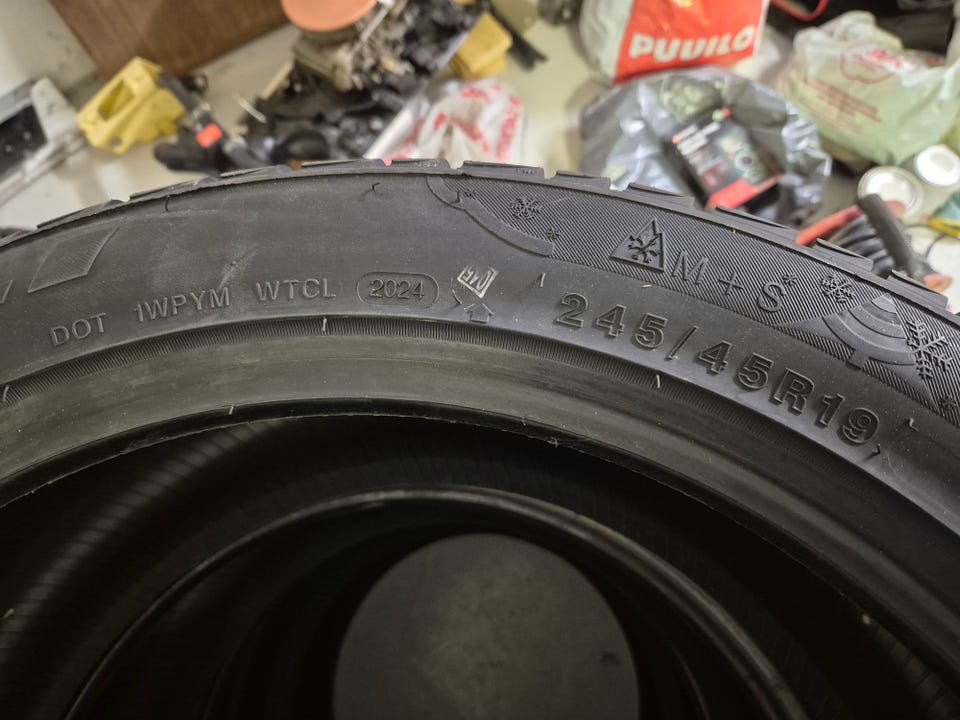 PUUILO
M + S
DOT 1WPYM WTCL 2024
245/45R19